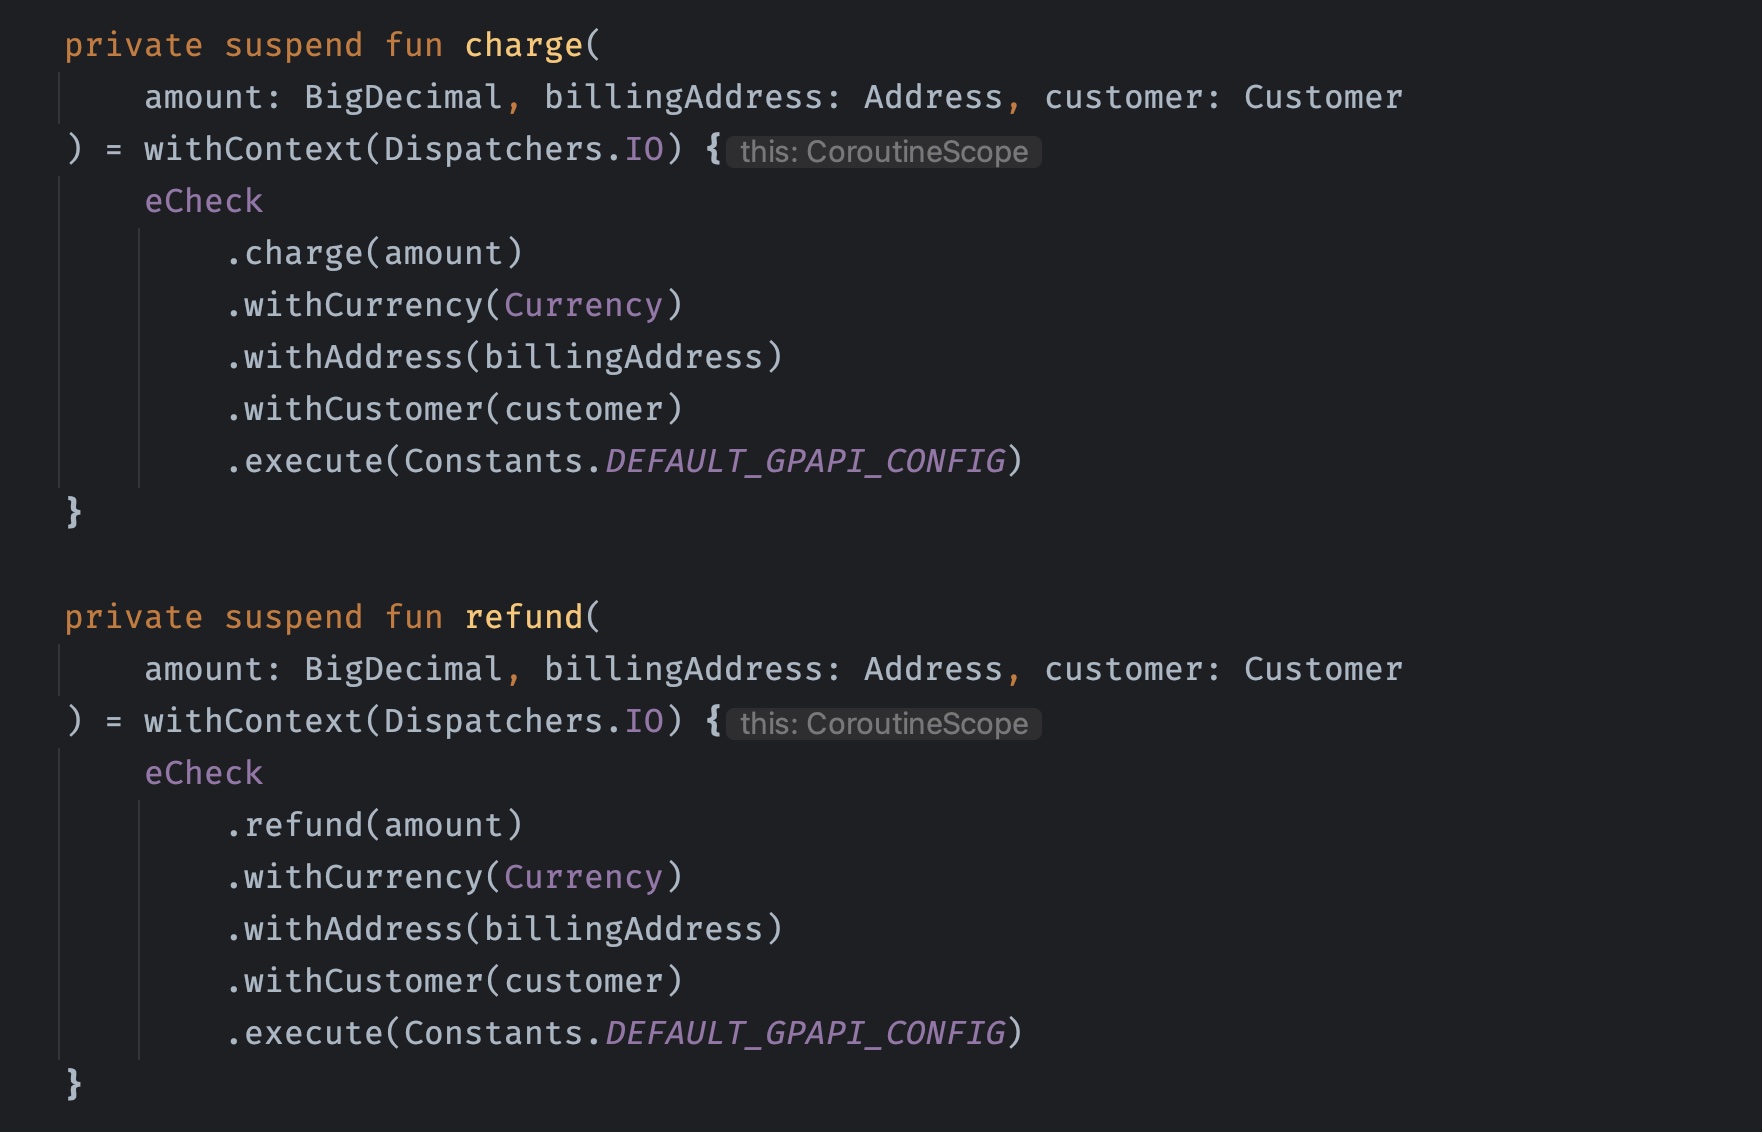 private suspend fun charge(
amount: BigDecimal, billingAddress: Address, customer: Customer
) = withContext(Dispatchers.IO) { this: CoroutineScope
eCheck
.charge(amount)
.withCurrency(Currency)
.withAddress(billingAddress)
.withCustomer(customer)
.execute(Constants.DEFAULT_GPAPI_CONFIG)
}
private suspend fun refund(
amount: BigDecimal, billingAddress: Address, customer: Customer
) = withContext(Dispatchers.IO) { this: CoroutineScope
eCheck
.refund(amount)
.withCurrency(Currency)
.withAddress(billingAddress)
.withCustomer(customer)
.execute(Constants.DEFAULT_GPAPI_CONFIG)
}